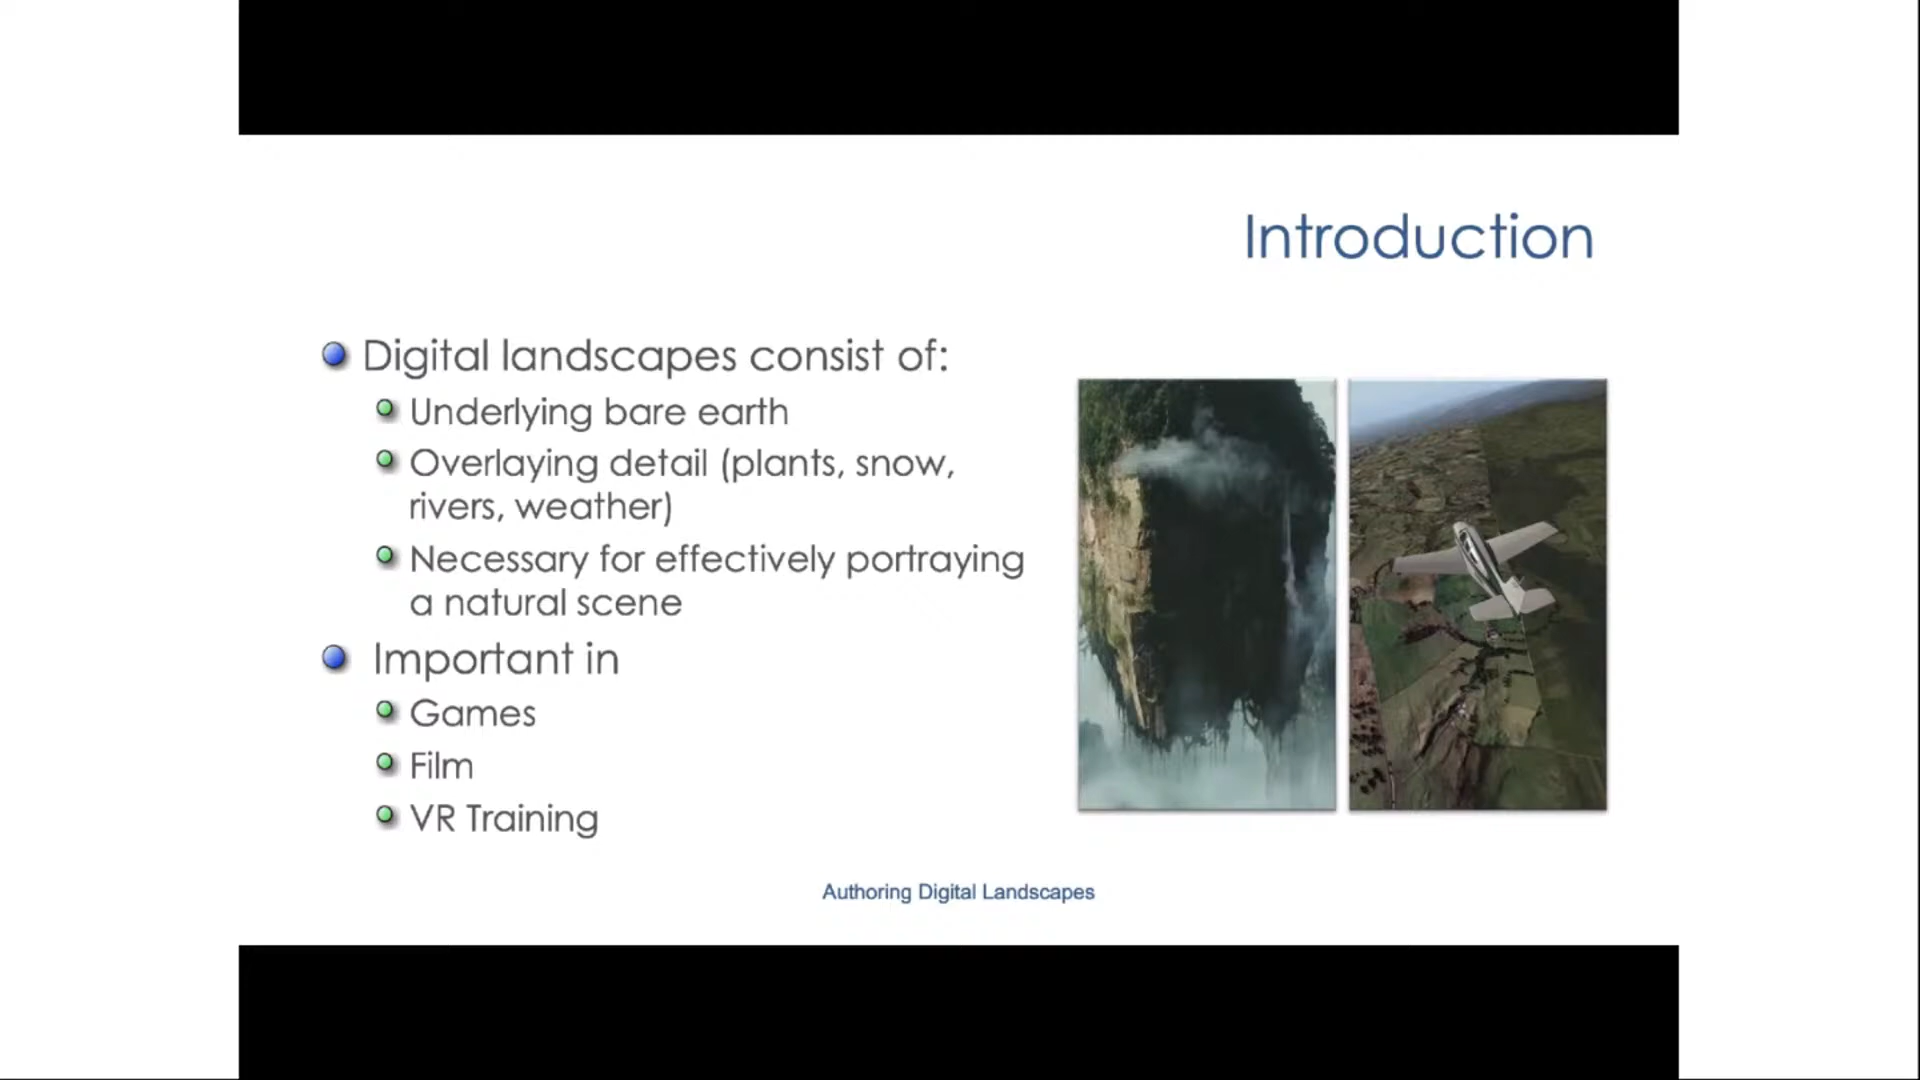 Introduction
Digital landscapes consist of:
Underlying bare earth
Overlaying detail (plants, snow,
rivers, weather)
Necessary for effectively portraying
a natural scene
Important in
Games
Film
VR Training
Authoring Digital Landscapes